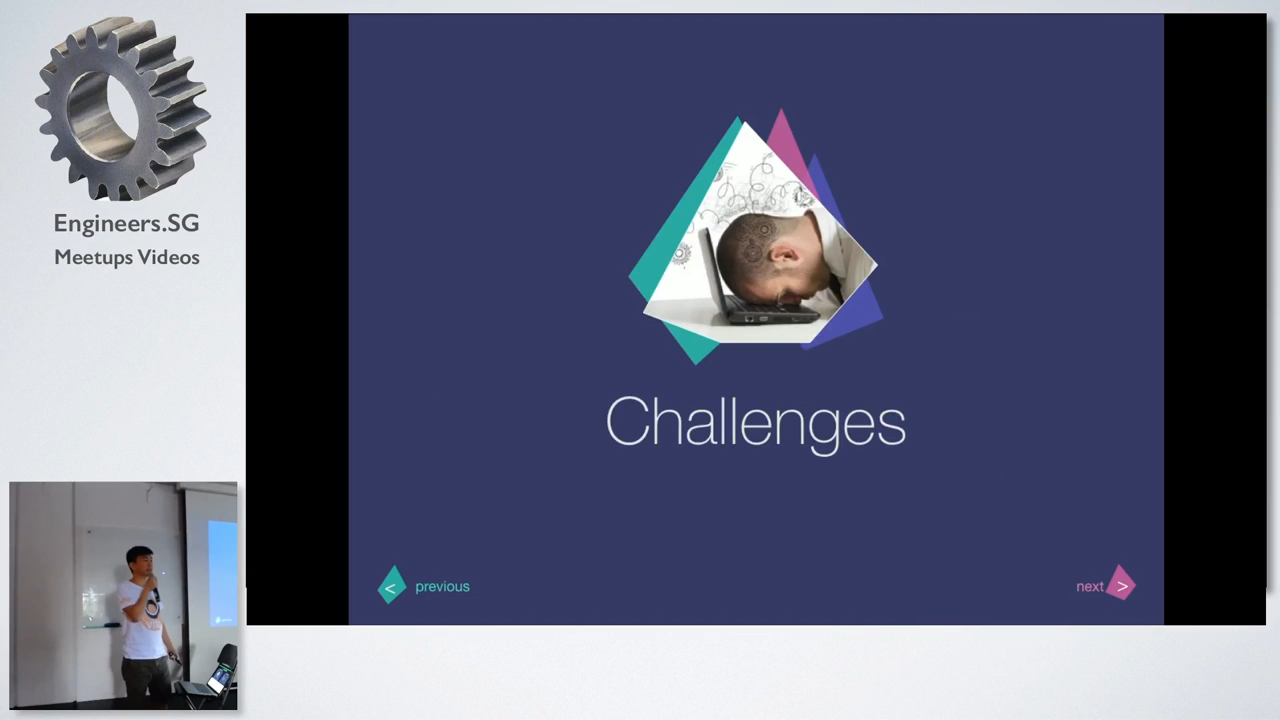 Engineers.SG
Meetups Videos
Challenges
< previous
next >